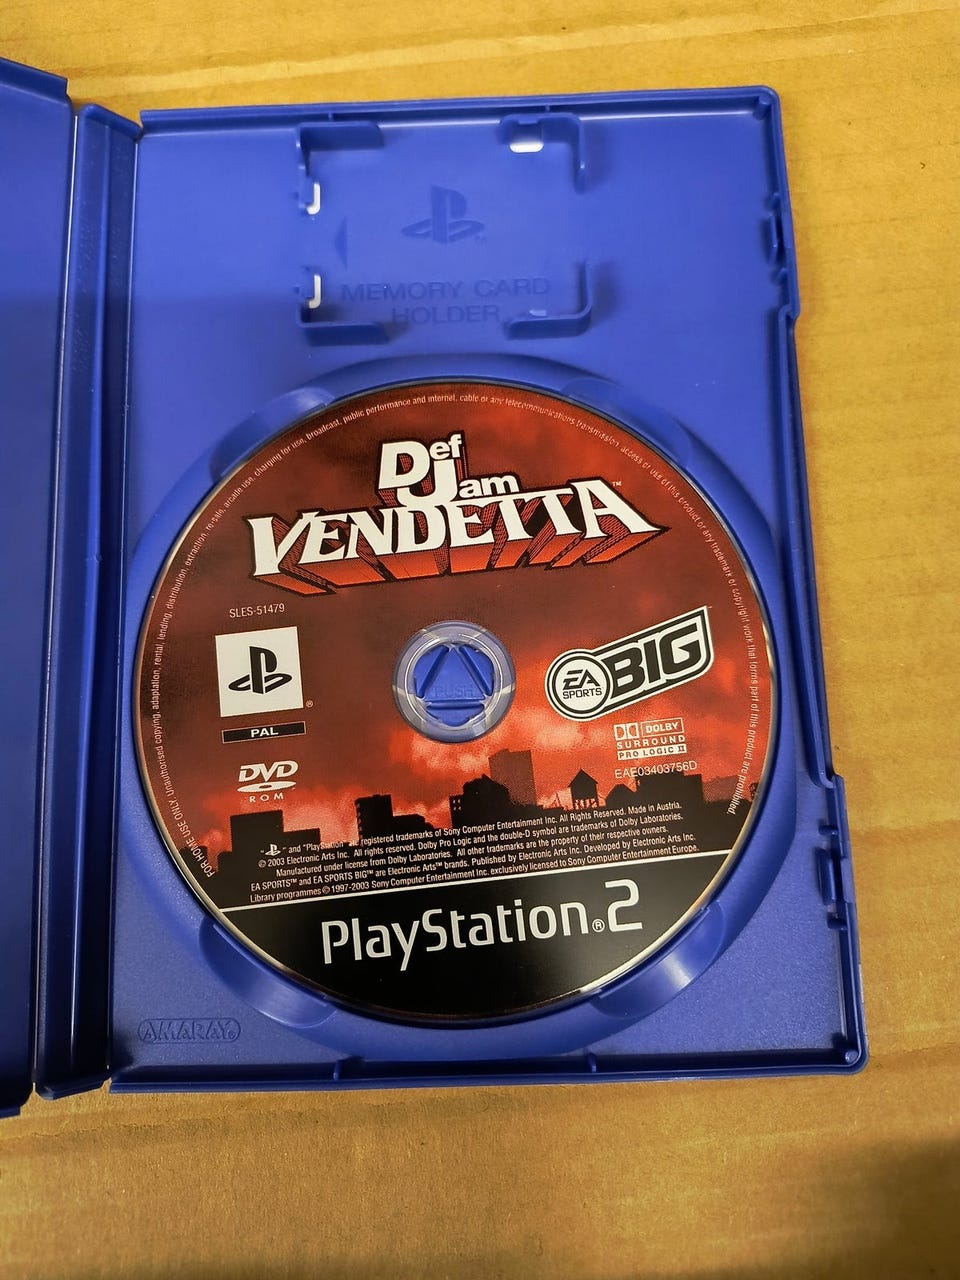 MEMORY CARD
HOLDER
FOR HOME USE ONLY. Unauthorised copying, adaptation, rental, lending, distribution, extraction, re-sale, arcade use, charging for use, broadcast, public performance and internet, cable or any telecommunications transmission, access or use of this product or any trademark or copyright work that forms part of this product are prohibited.
Def
Jam
VENDETTA™
SLES-51479
PAL
DVD
ROM
PUSH
EA
SPORTS
BIG™
DOLBY
SURROUND
PRO LOGIC II
EAE03403756D
" " and "PlayStation" are registered trademarks of Sony Computer Entertainment Inc. All Rights Reserved. Made in Austria.
© 2003 Electronic Arts Inc. All rights reserved. Dolby Pro Logic and the double-D symbol are trademarks of Dolby Laboratories.
Manufactured under license from Dolby Laboratories. All other trademarks are the property of their respective owners.
EA SPORTS™ and EA SPORTS BIG™ are Electronic Arts™ brands. Published by Electronic Arts Inc. Developed by Electronic Arts Inc.
Library programmes © 1997-2003 Sony Computer Entertainment Inc. exclusively licensed to Sony Computer Entertainment Europe.
PlayStation®2
AMARAY®